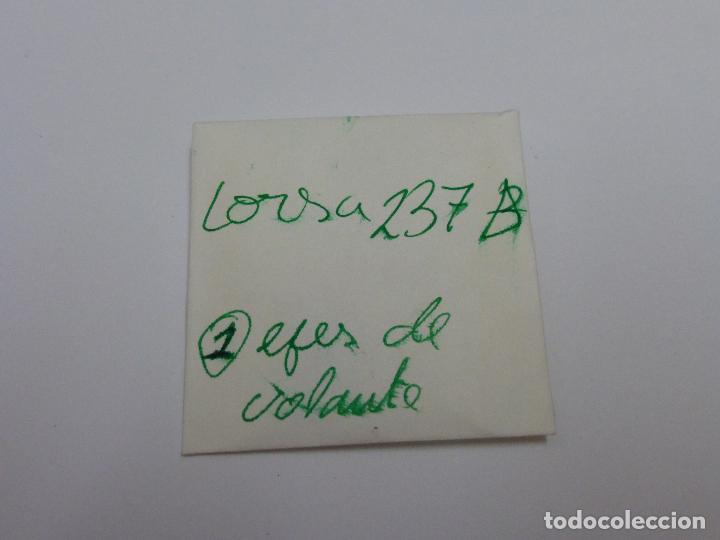 Lorsa 237 B
1 ejes de
volante
todocoleccion